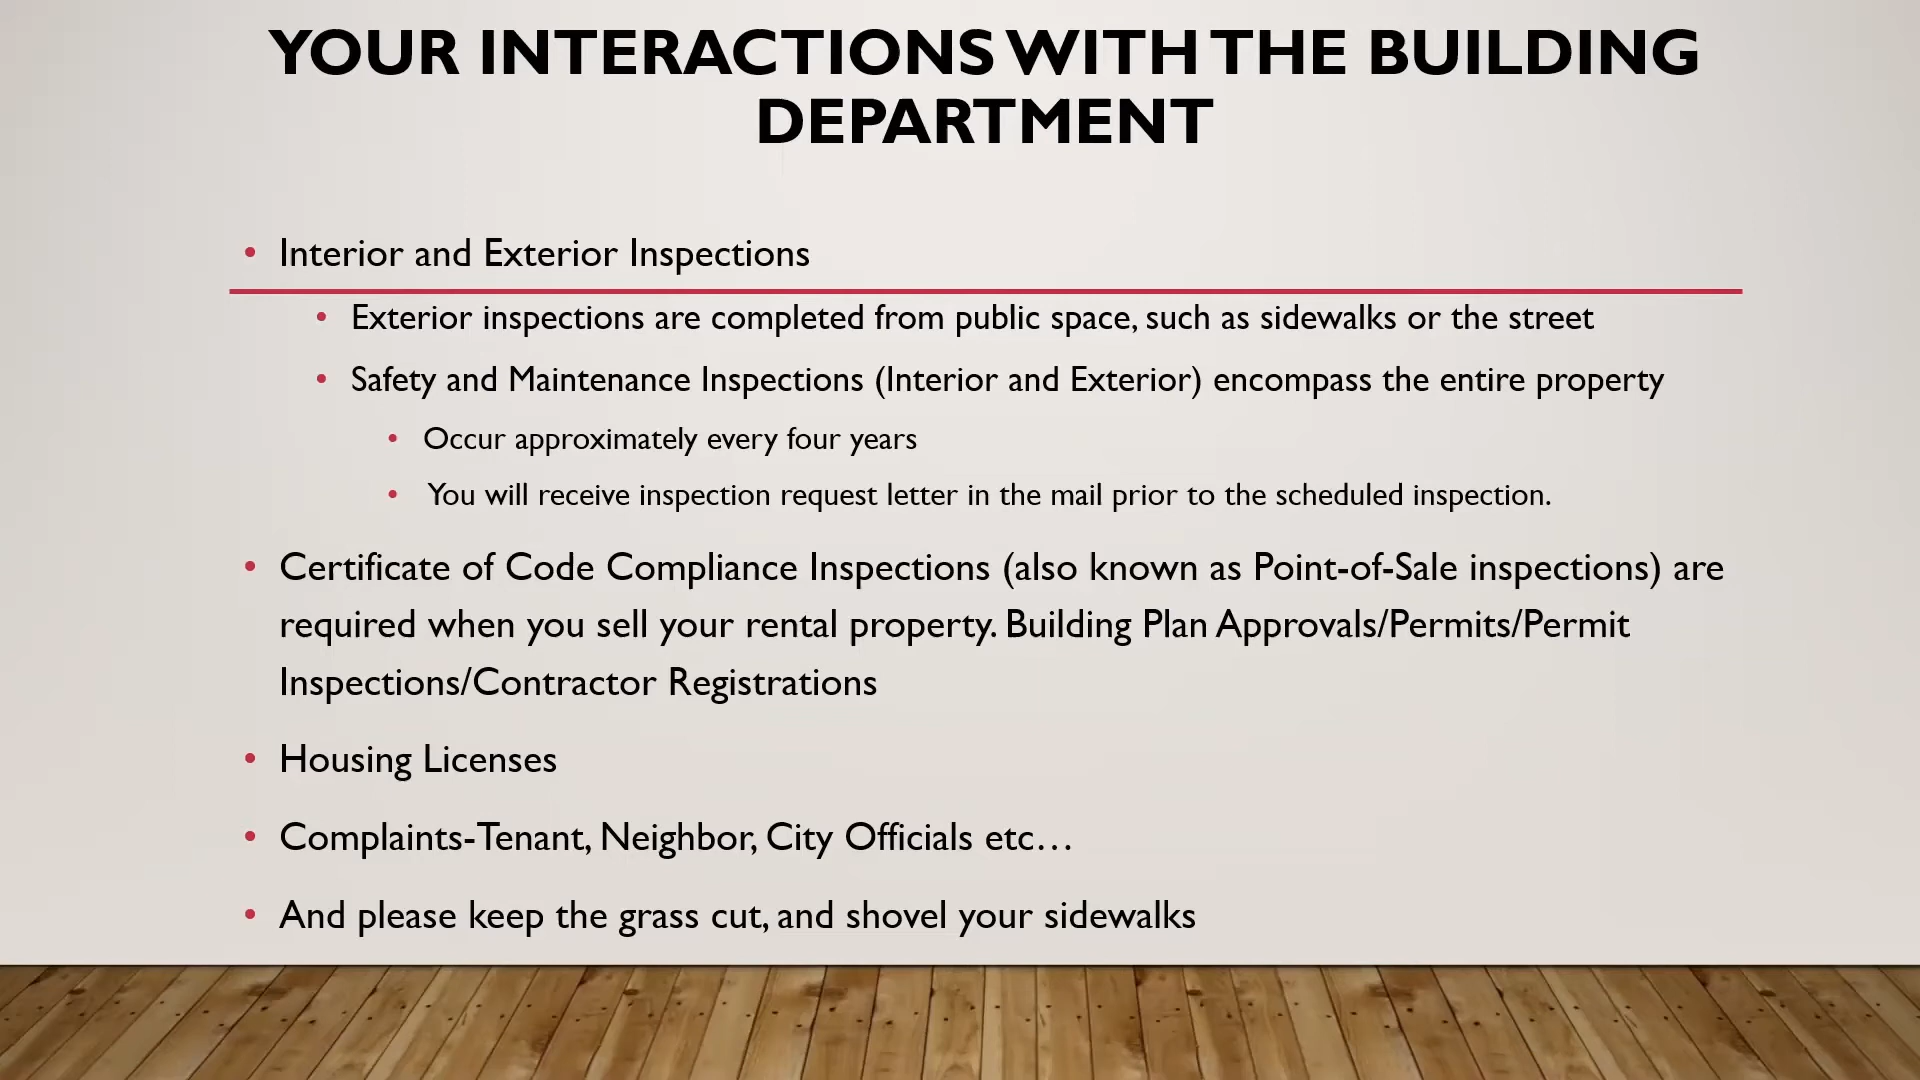 YOUR INTERACTIONS WITH THE BUILDING
DEPARTMENT
• Interior and Exterior Inspections
• Exterior inspections are completed from public space, such as sidewalks or the street
• Safety and Maintenance Inspections (Interior and Exterior) encompass the entire property
• Occur approximately every four years
• You will receive inspection request letter in the mail prior to the scheduled inspection.
• Certificate of Code Compliance Inspections (also known as Point-of-Sale inspections) are
required when you sell your rental property. Building Plan Approvals/Permits/Permit
Inspections/Contractor Registrations
• Housing Licenses
• Complaints-Tenant, Neighbor, City Officials etc…
• And please keep the grass cut, and shovel your sidewalks